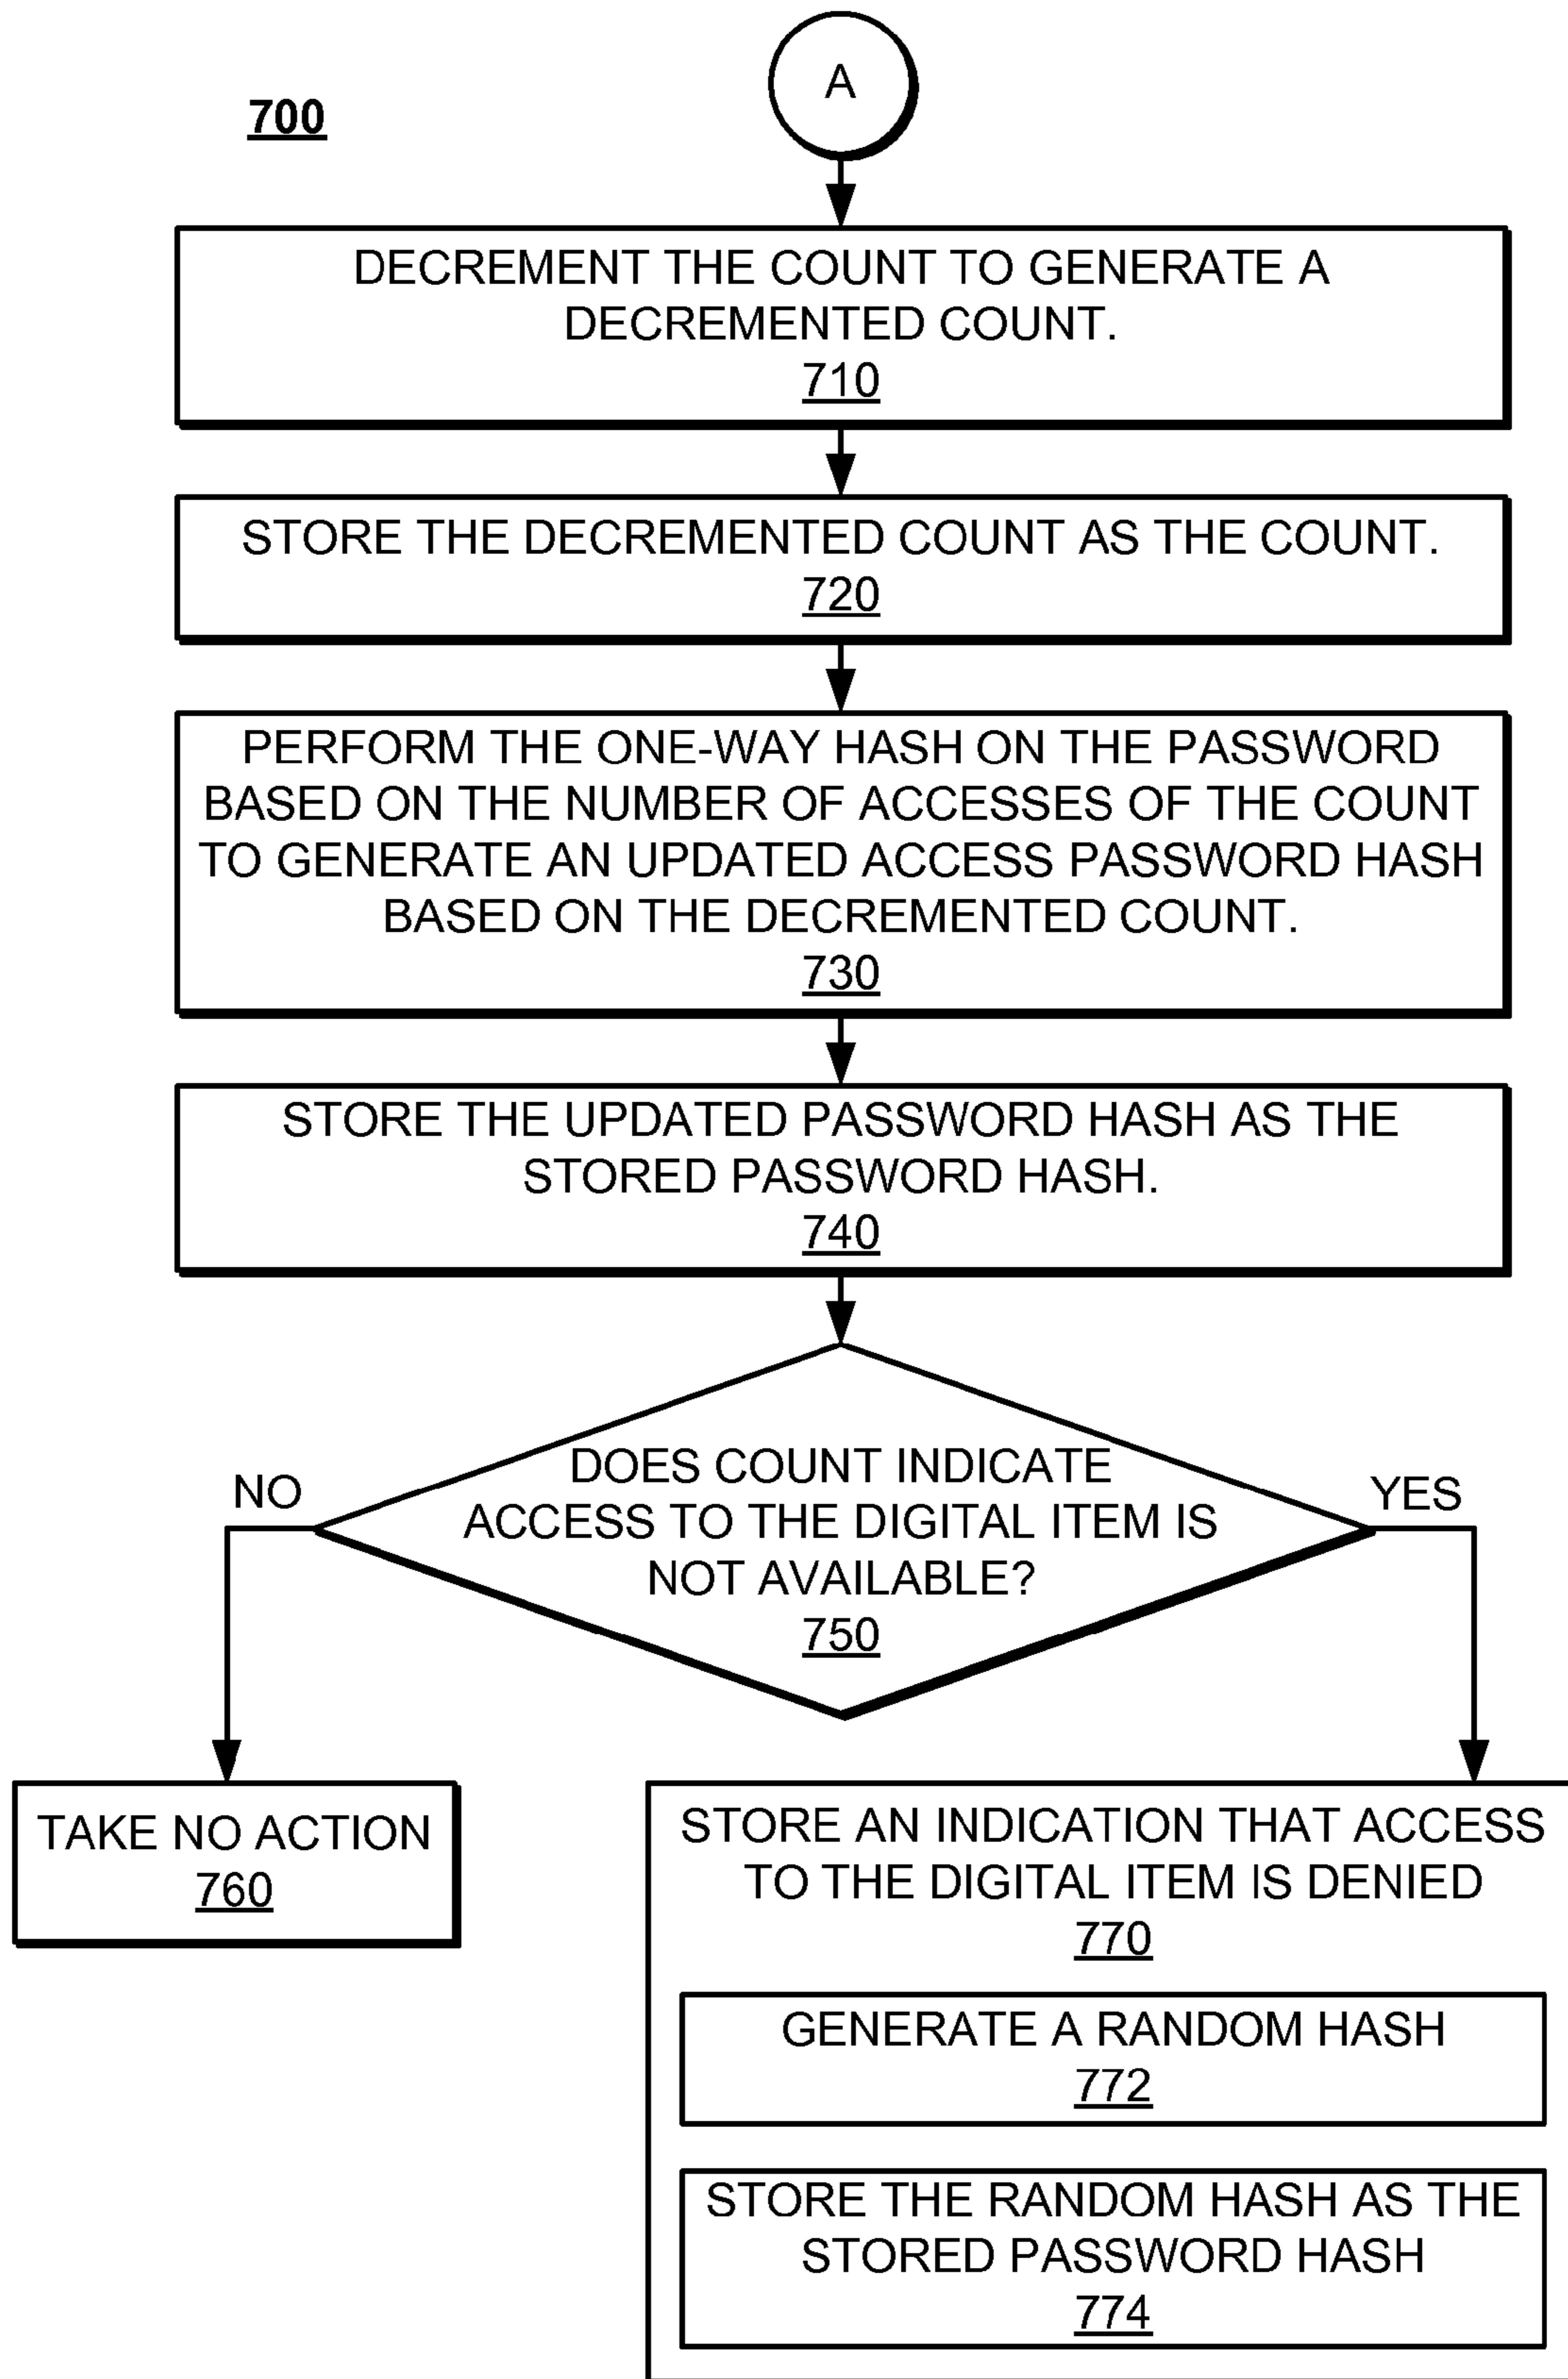 A
700
DECREMENT THE COUNT TO GENERATE A
DECREMENTED COUNT.
710
STORE THE DECREMENTED COUNT AS THE COUNT.
720
PERFORM THE ONE-WAY HASH ON THE PASSWORD
BASED ON THE NUMBER OF ACCESSES OF THE COUNT
TO GENERATE AN UPDATED ACCESS PASSWORD HASH
BASED ON THE DECREMENTED COUNT.
730
STORE THE UPDATED PASSWORD HASH AS THE
STORED PASSWORD HASH.
740
DOES COUNT INDICATE
ACCESS TO THE DIGITAL ITEM IS
NOT AVAILABLE?
750
NO
YES
TAKE NO ACTION
760
STORE AN INDICATION THAT ACCESS
TO THE DIGITAL ITEM IS DENIED
770
GENERATE A RANDOM HASH
772
STORE THE RANDOM HASH AS THE
STORED PASSWORD HASH
774